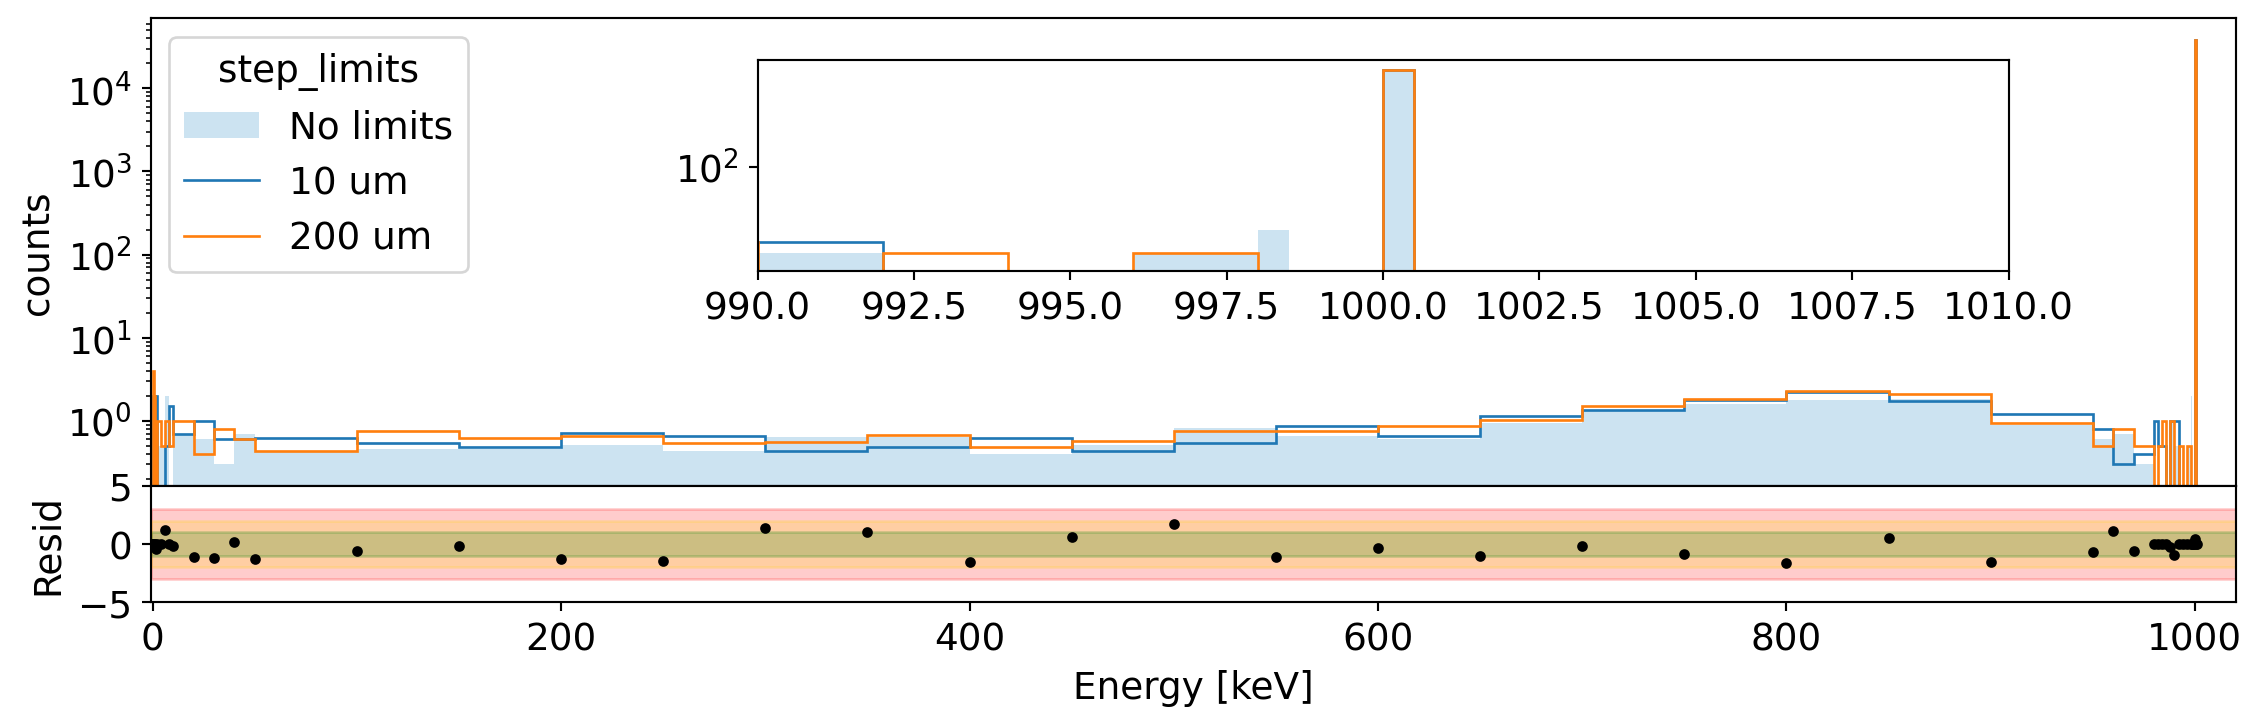 step_limits
No limits
10 um
200 um
counts
10^4
10^3
10^2
10^1
10^0
10^2
990.0 992.5 995.0 997.5 1000.0 1002.5 1005.0 1007.5 1010.0
Resid
5
0
−5
0 200 400 600 800 1000
Energy [keV]